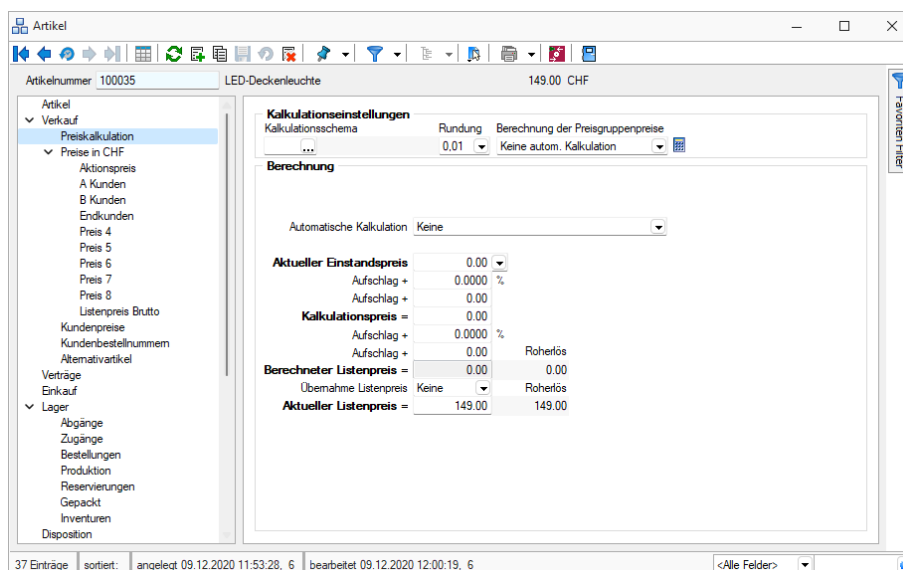 Artikel
Artikelnummer 100035 LED-Deckenleuchte 149.00 CHF
Favoriten Filter
Artikel
Verkauf
Preiskalkulation
Preise in CHF
Aktionspreis
A Kunden
B Kunden
Endkunden
Preis 4
Preis 5
Preis 6
Preis 7
Preis 8
Listenpreis Brutto
Kundenpreise
Kundenbestellnummern
Alternativartikel
Verträge
Einkauf
Lager
Abgänge
Zugänge
Bestellungen
Produktion
Reservierungen
Gepackt
Inventuren
Disposition
Kalkulationseinstellungen
Kalkulationsschema Rundung Berechnung der Preisgruppenpreise
... 0,01 Keine autom. Kalkulation
Berechnung
Automatische Kalkulation Keine
Aktueller Einstandspreis 0.00
Aufschlag + 0.0000 %
Aufschlag + 0.00
Kalkulationspreis = 0.00
Aufschlag + 0.0000 %
Aufschlag + 0.00 Roherlös
Berechneter Listenpreis = 0.00 0.00
Übernahme Listenpreis Keine Roherlös
Aktueller Listenpreis = 149.00 149.00
37 Einträge sortiert: angelegt 09.12.2020 11:53:28, 6 bearbeitet 09.12.2020 12:00:19, 6 <Alle Felder>